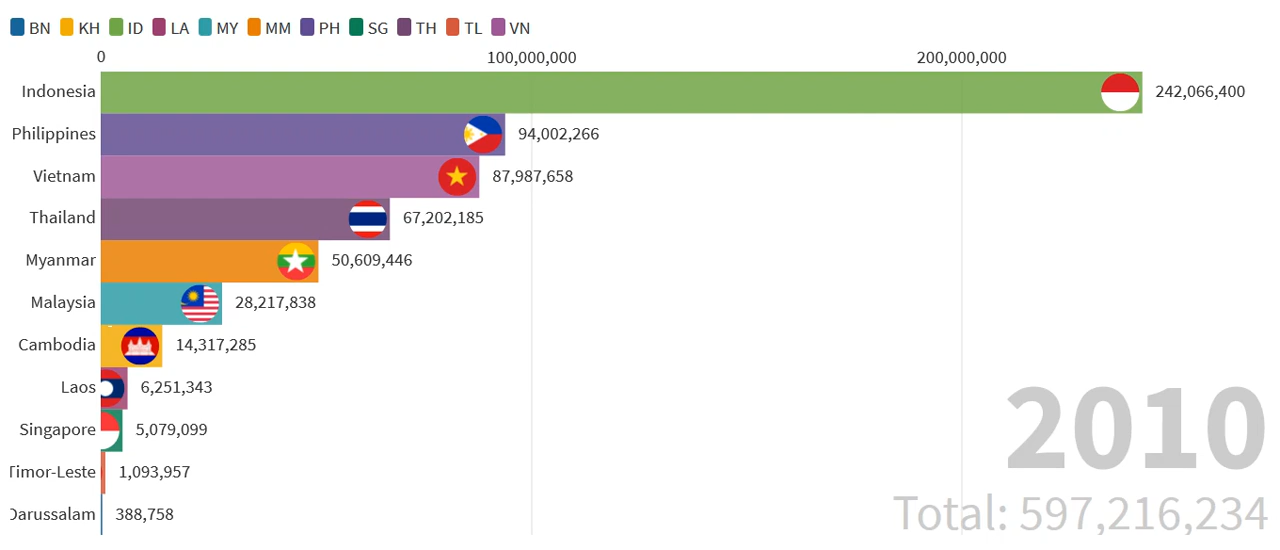 BN KH ID LA MY MM PH SG TH TL VN
0 100,000,000 200,000,000
Indonesia 242,066,400
Philippines 94,002,266
Vietnam 87,987,658
Thailand 67,202,185
Myanmar 50,609,446
Malaysia 28,217,838
Cambodia 14,317,285
Laos 6,251,343
Singapore 5,079,099
Timor-Leste 1,093,957
Darussalam 388,758
2010
Total: 597,216,234